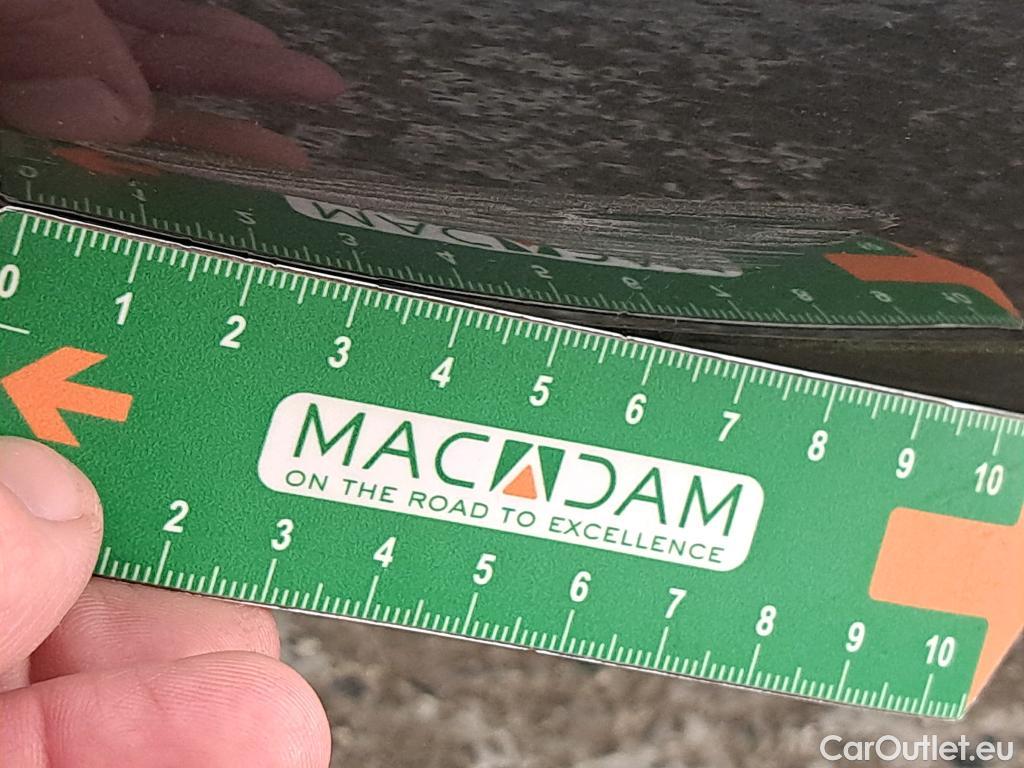 0 1 2 3 4 5 6 7 8 9 10
MACADAM
ON THE ROAD TO EXCELLENCE
2 3 4 5 6 7 8 9 10
CarOutlet.eu